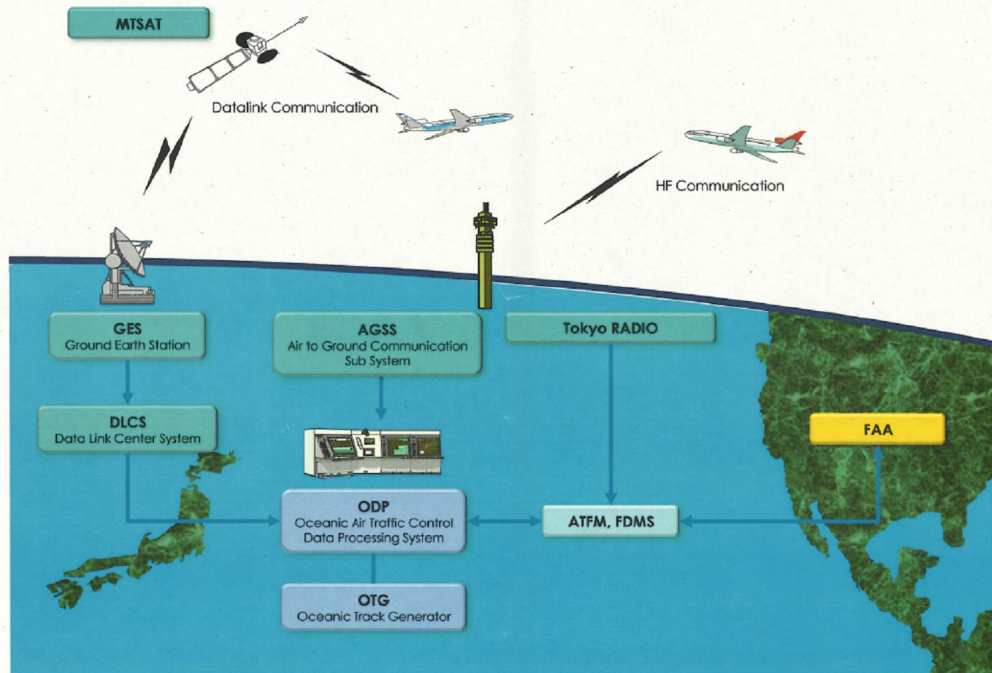 MTSAT
Datalink Communication
HF Communication
GES
Ground Earth Station
AGSS
Air to Ground Communication
Sub System
Tokyo RADIO
DLCS
Data Link Center System
FAA
ODP
Oceanic Air Traffic Control
Data Processing System
ATFM, FDMS
OTG
Oceanic Track Generator